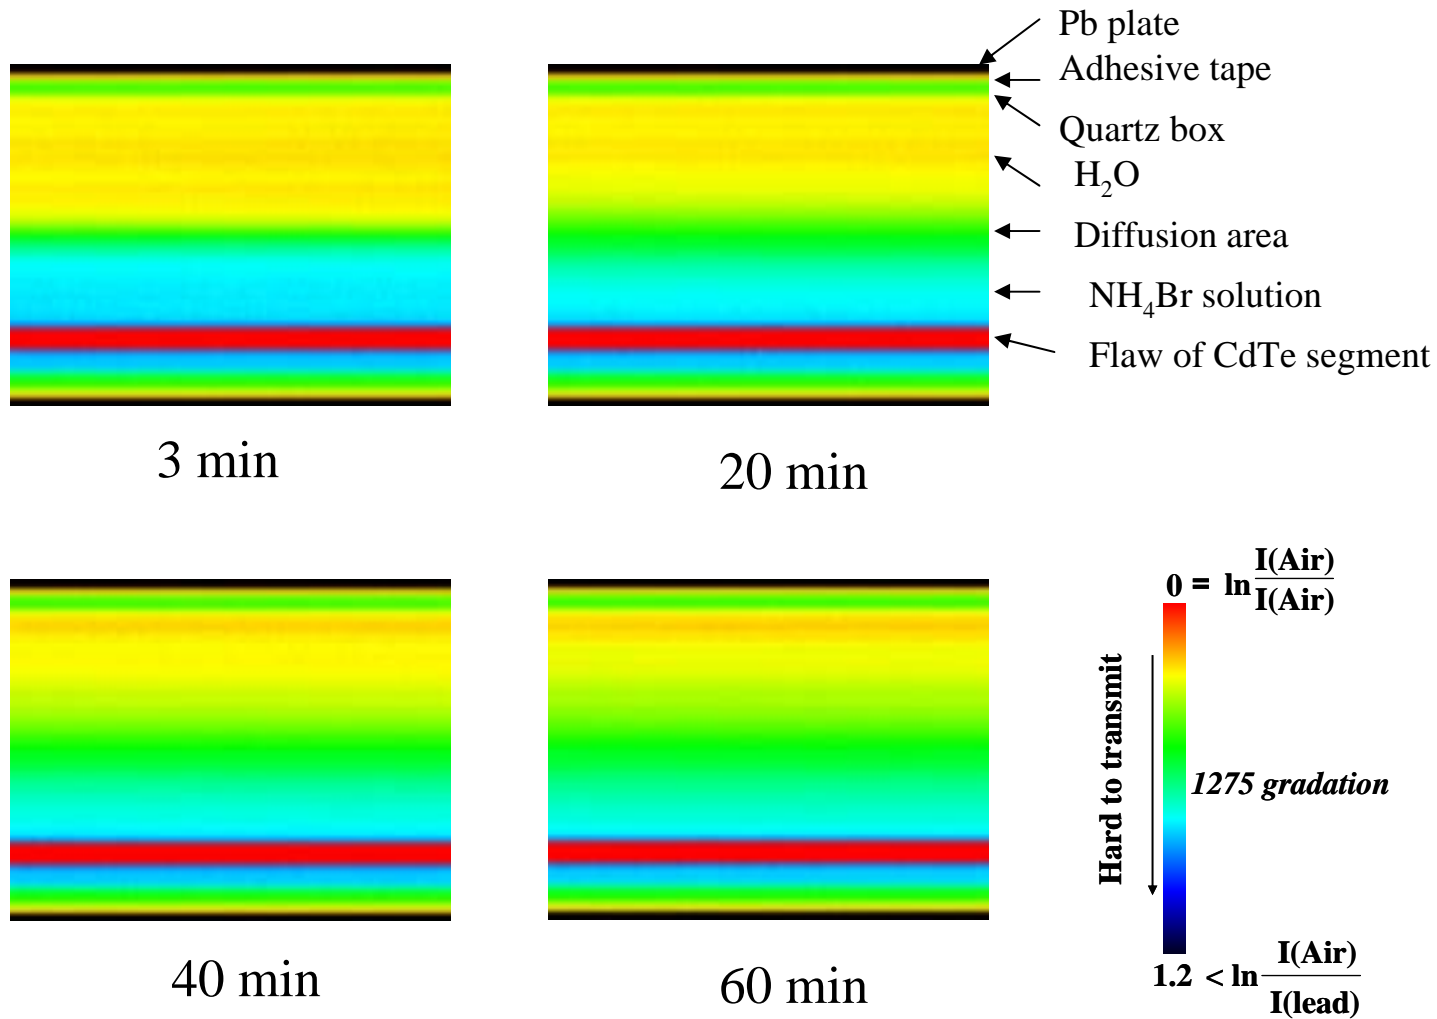 Pb plate
Adhesive tape
Quartz box
H₂O
Diffusion area
NH₄Br solution
Flaw of CdTe segment
3 min
20 min
40 min
60 min
0 = ln I(Air)/I(Air)
Hard to transmit
1275 gradation
1.2 < ln I(Air)/I(lead)